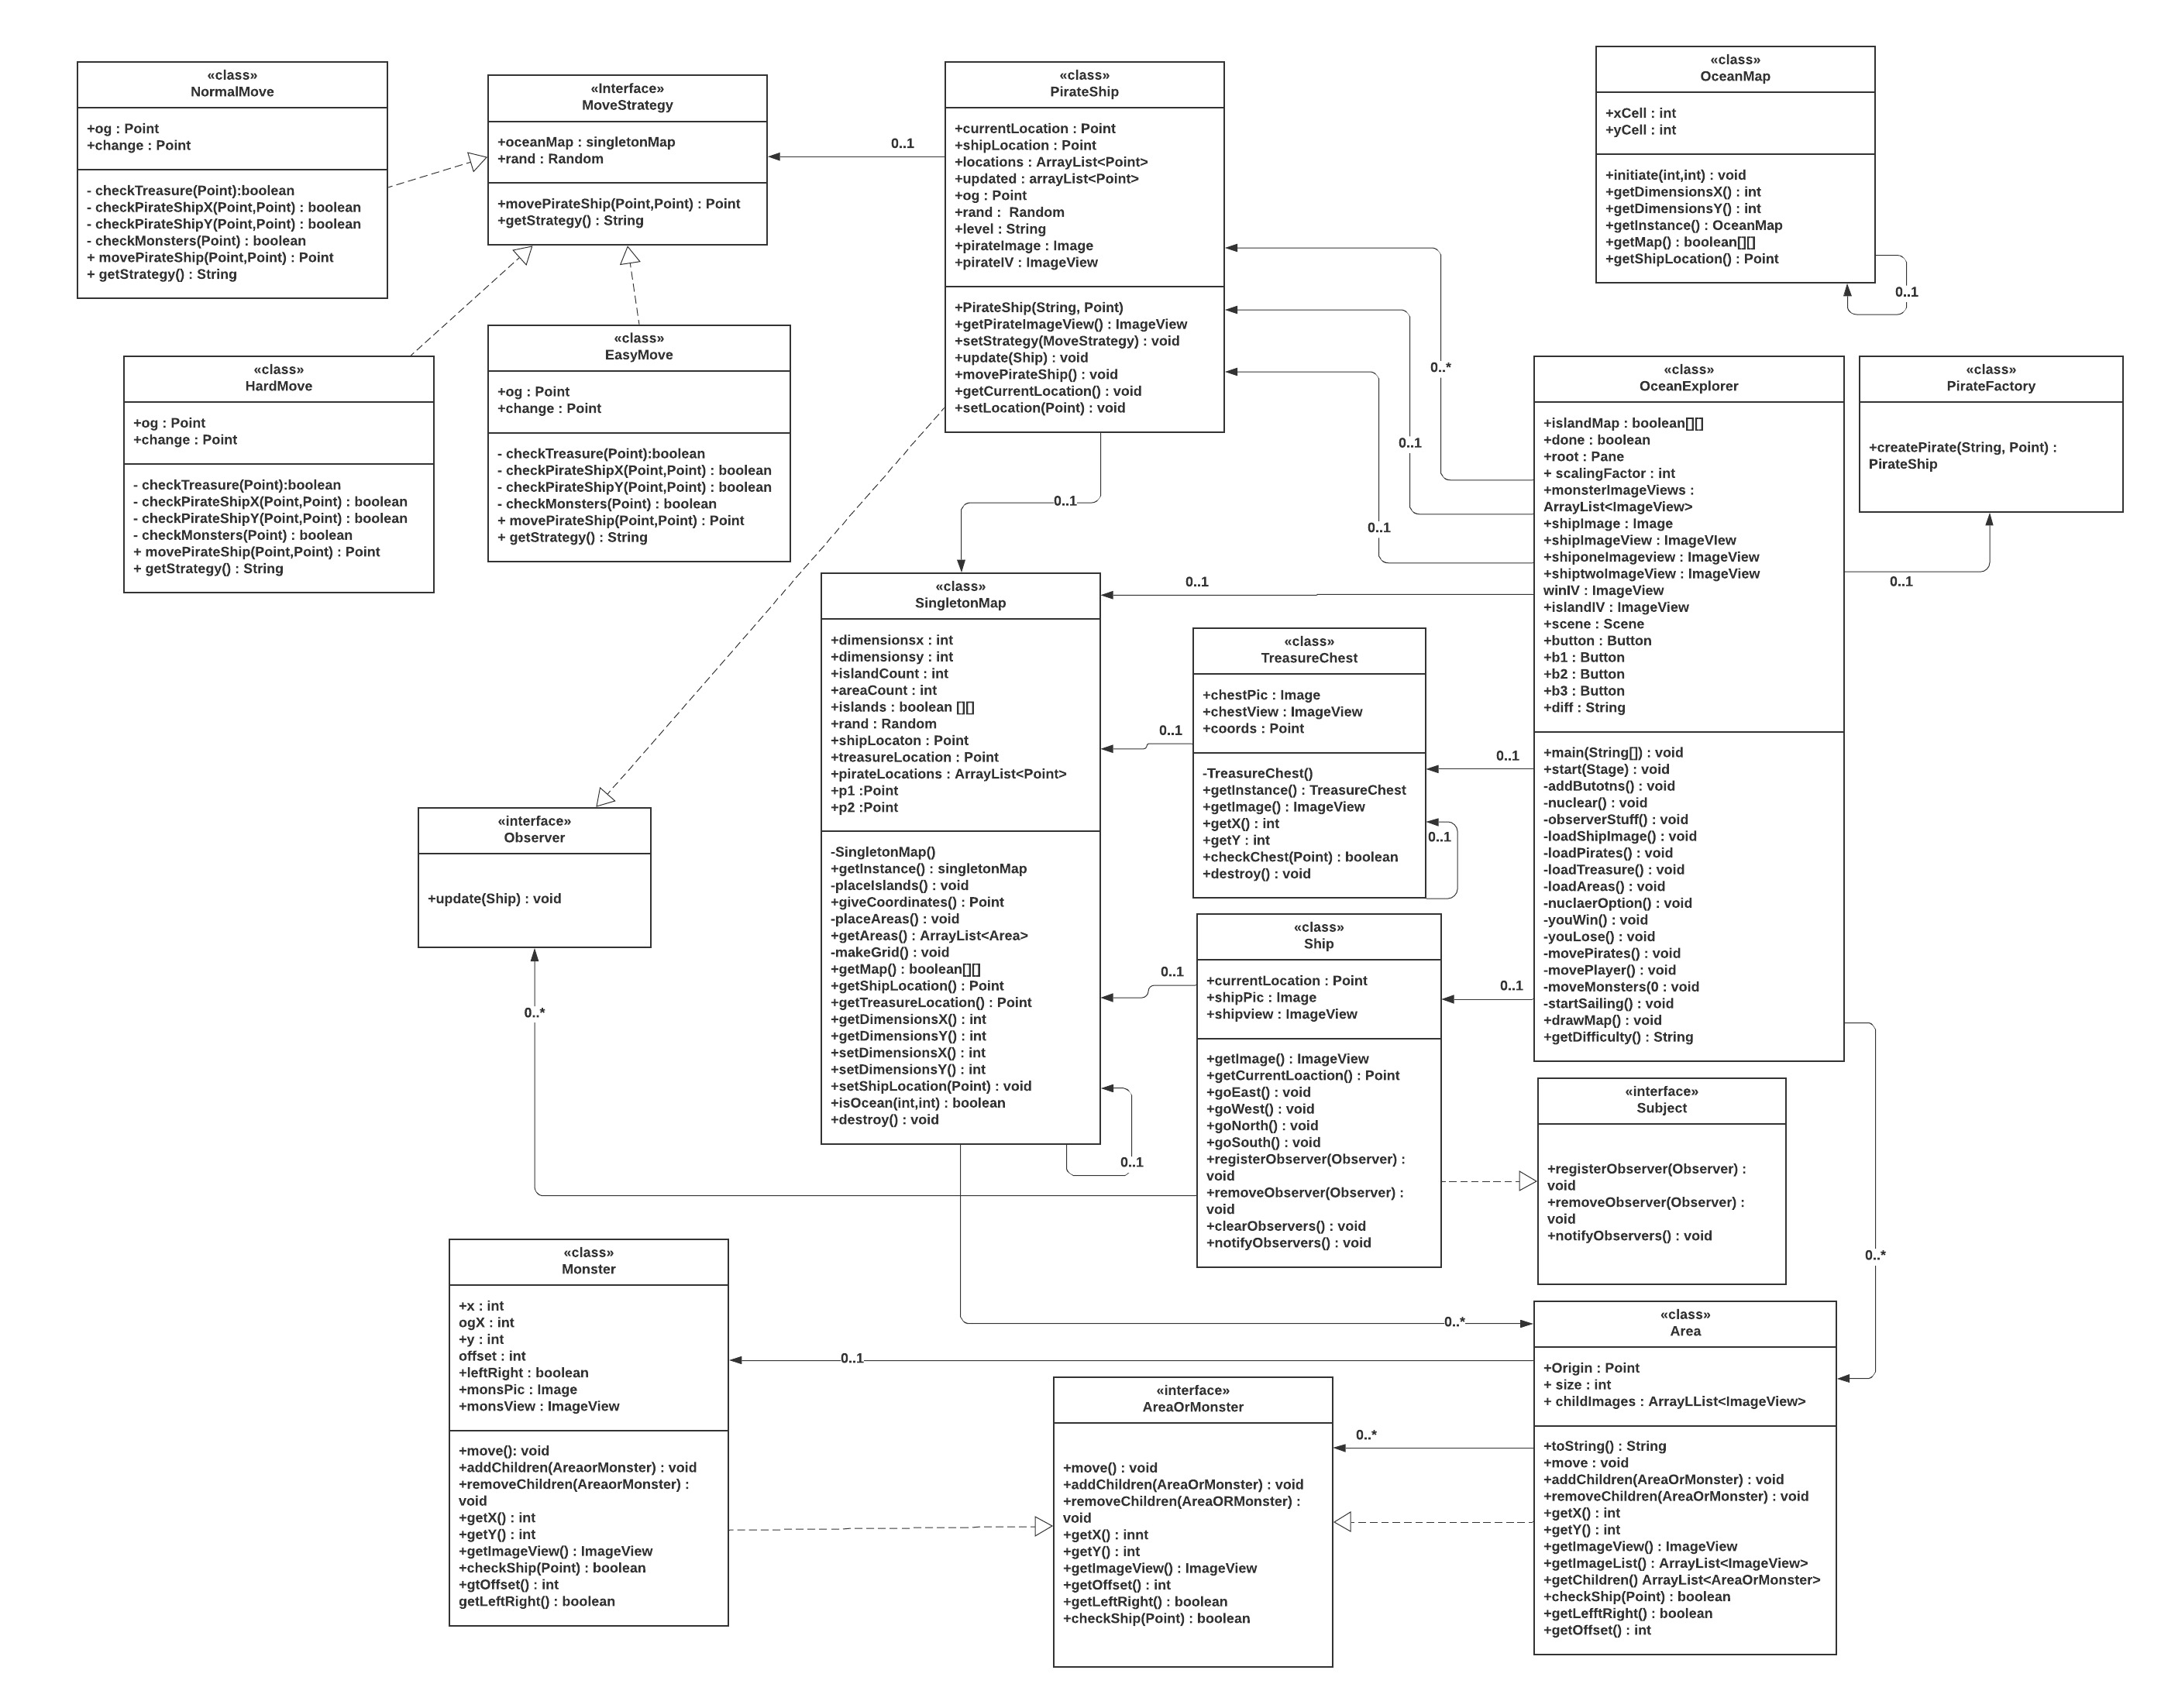 «class»
NormalMove
+og : Point
+change : Point
- checkTreasure(Point):boolean
- checkPirateShipX(Point,Point) : boolean
- checkPirateShipY(Point,Point) : boolean
- checkMonsters(Point) : boolean
+ movePirateShip(Point,Point) : Point
+ getStrategy() : String
«Interface»
MoveStrategy
+oceanMap : singletonMap
+rand : Random
+movePirateShip(Point,Point) : Point
+getStrategy() : String
0..1
«class»
PirateShip
+currentLocation : Point
+shipLocation : Point
+locations : ArrayList<Point>
+updated : arrayList<Point>
+og : Point
+rand :  Random
+level : String
+pirateImage : Image
+pirateIV : ImageView
+PirateShip(String, Point)
+getPirateImageView() : ImageView
+setStrategy(MoveStrategy) : void
+update(Ship) : void
+movePirateShip() : void
+getCurrentLocation() : void
+setLocation(Point) : void
«class»
OceanMap
+xCell : int
+yCell : int
+initiate(int,int) : void
+getDimensionsX() : int
+getDimensionsY() : int
+getInstance() : OceanMap
+getMap() : boolean[][]
+getShipLocation() : Point
0..1
«class»
HardMove
+og : Point
+change : Point
- checkTreasure(Point):boolean
- checkPirateShipX(Point,Point) : boolean
- checkPirateShipY(Point,Point) : boolean
- checkMonsters(Point) : boolean
+ movePirateShip(Point,Point) : Point
+ getStrategy() : String
«class»
EasyMove
+og : Point
+change : Point
- checkTreasure(Point):boolean
- checkPirateShipX(Point,Point) : boolean
- checkPirateShipY(Point,Point) : boolean
- checkMonsters(Point) : boolean
+ movePirateShip(Point,Point) : Point
+ getStrategy() : String
0..*
0..1
0..1
0..1
0..1
«class»
OceanExplorer
+islandMap : boolean[][]
+done : boolean
+root : Pane
+ scalingFactor : int
+monsterImageViews :
ArrayList<ImageView>
+shipImage : Image
+shipImageView : ImageVIew
+shiponeImageview : ImageView
+shiptwoImageView : ImageView
winIV : ImageView
+islandIV : ImageView
+scene : Scene
+button : Button
+b1 : Button
+b2 : Button
+b3 : Button
+diff : String
+main(String[]) : void
+start(Stage) : void
-addButotns() : void
-nuclear() : void
-observerStuff() : void
-loadShipImage() : void
-loadPirates() : void
-loadTreasure() : void
-loadAreas() : void
-nuclaerOption() : void
-youWin() : void
-youLose() : void
-movePirates() : void
-movePlayer() : void
-moveMonsters(0 : void
-startSailing() : void
+drawMap() : void
+getDifficulty() : String
«class»
PirateFactory
+createPirate(String, Point) :
PirateShip
0..1
«class»
SingletonMap
+dimensionsx : int
+dimensionsy : int
+islandCount : int
+areaCount : int
+islands : boolean [][]
+rand : Random
+shipLocaton : Point
+treasureLocation : Point
+pirateLocations : ArrayList<Point>
+p1 :Point
+p2 :Point
-SingletonMap()
+getInstance() : singletonMap
-placeIslands() : void
+giveCoordinates() : Point
-placeAreas() : void
+getAreas() : ArrayList<Area>
-makeGrid() : void
+getMap() : boolean[][]
+getShipLocation() : Point
+getTreasureLocation() : Point
+getDimensionsX() : int
+getDimensionsY() : int
+setDimensionsX() : int
+setDimensionsY() : int
+setShipLocation(Point) : void
+isOcean(int,int) : boolean
+destroy() : void
0..1
«class»
TreasureChest
+chestPic : Image
+chestView : ImageView
+coords : Point
-TreasureChest()
+getInstance() : TreasureChest
+getImage() : ImageView
+getX() : int
+getY : int
+checkChest(Point) : boolean
+destroy() : void
0..1
0..1
0..1
«interface»
Observer
+update(Ship) : void
0..*
«class»
Ship
+currentLocation : Point
+shipPic : Image
+shipview : ImageView
+getImage() : ImageView
+getCurrentLoaction() : Point
+goEast() : void
+goWest() : void
+goNorth() : void
+goSouth() : void
+registerObserver(Observer) :
void
+removeObserver(Observer) :
void
+clearObservers() : void
+notifyObservers() : void
0..1
0..1
«interface»
Subject
+registerObserver(Observer) :
void
+removeObserver(Observer) :
void
+notifyObservers() : void
0..*
0..*
0..1
0..*
«class»
Monster
+x : int
ogX : int
+y : int
offset : int
+leftRight : boolean
+monsPic : Image
+monsView : ImageView
+move(): void
+addChildren(AreaorMonster) : void
+removeChildren(AreaorMonster) :
void
+getX() : int
+getY() : int
+getImageView() : ImageView
+checkShip(Point) : boolean
+gtOffset() : int
getLeftRight() : boolean
«interface»
AreaOrMonster
+move() : void
+addChildren(AreaOrMonster) : void
+removeChildren(AreaORMonster) :
void
+getX() : innt
+getY() : int
+getImageView() : ImageView
+getOffset() : int
+getLeftRight() : boolean
+checkShip(Point) : boolean
«class»
Area
+Origin : Point
+ size : int
+ childImages : ArrayLList<ImageView>
+toString() : String
+move : void
+addChildren(AreaOrMonster) : void
+removeChildren(AreaOrMonster) : void
+getX() : int
+getY() : int
+getImageView() : ImageView
+getImageList() : ArrayList<ImageView>
+getChildren() ArrayList<AreaOrMonster>
+checkShip(Point) : boolean
+getLefftRight() : boolean
+getOffset() : int